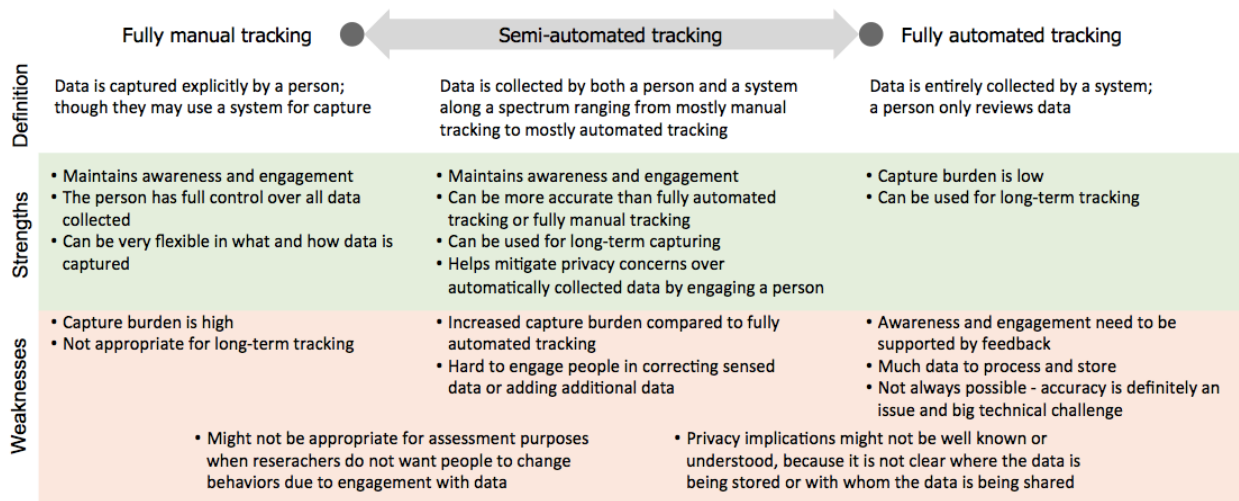 Fully manual tracking
Semi-automated tracking
Fully automated tracking
Definition
Data is captured explicitly by a person;
though they may use a system for capture
Data is collected by both a person and a system
along a spectrum ranging from mostly manual
tracking to mostly automated tracking
Data is entirely collected by a system;
a person only reviews data
Strengths
• Maintains awareness and engagement
• The person has full control over all data
collected
• Can be very flexible in what and how data is
captured
• Maintains awareness and engagement
• Can be more accurate than fully automated
tracking or fully manual tracking
• Can be used for long-term capturing
• Helps mitigate privacy concerns over
automatically collected data by engaging a person
• Capture burden is low
• Can be used for long-term tracking
Weaknesses
• Capture burden is high
• Not appropriate for long-term tracking
• Increased capture burden compared to fully
automated tracking
• Hard to engage people in correcting sensed
data or adding additional data
• Awareness and engagement need to be
supported by feedback
• Much data to process and store
• Not always possible - accuracy is definitely an
issue and big technical challenge
• Might not be appropriate for assessment purposes
when reserachers do not want people to change
behaviors due to engagement with data
• Privacy implications might not be well known or
understood, because it is not clear where the data is
being stored or with whom the data is being shared